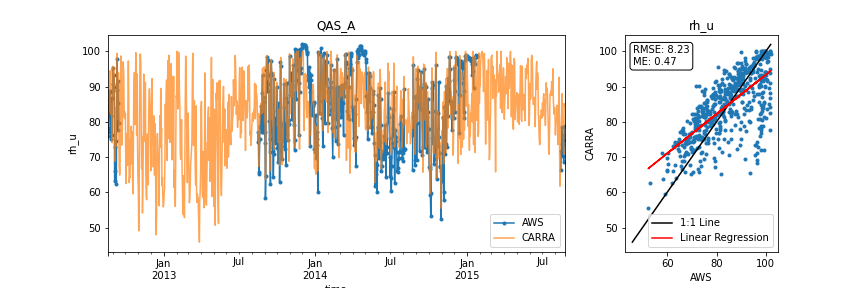 QAS_A
rh_u
100
90
80
70
60
50
Jan
2013
Jul
Jan
2014
Jul
Jan
2015
Jul
time
AWS
CARRA
rh_u
CARRA
100
90
80
70
60
50
RMSE: 8.23
ME: 0.47
1:1 Line
Linear Regression
60
80
100
AWS